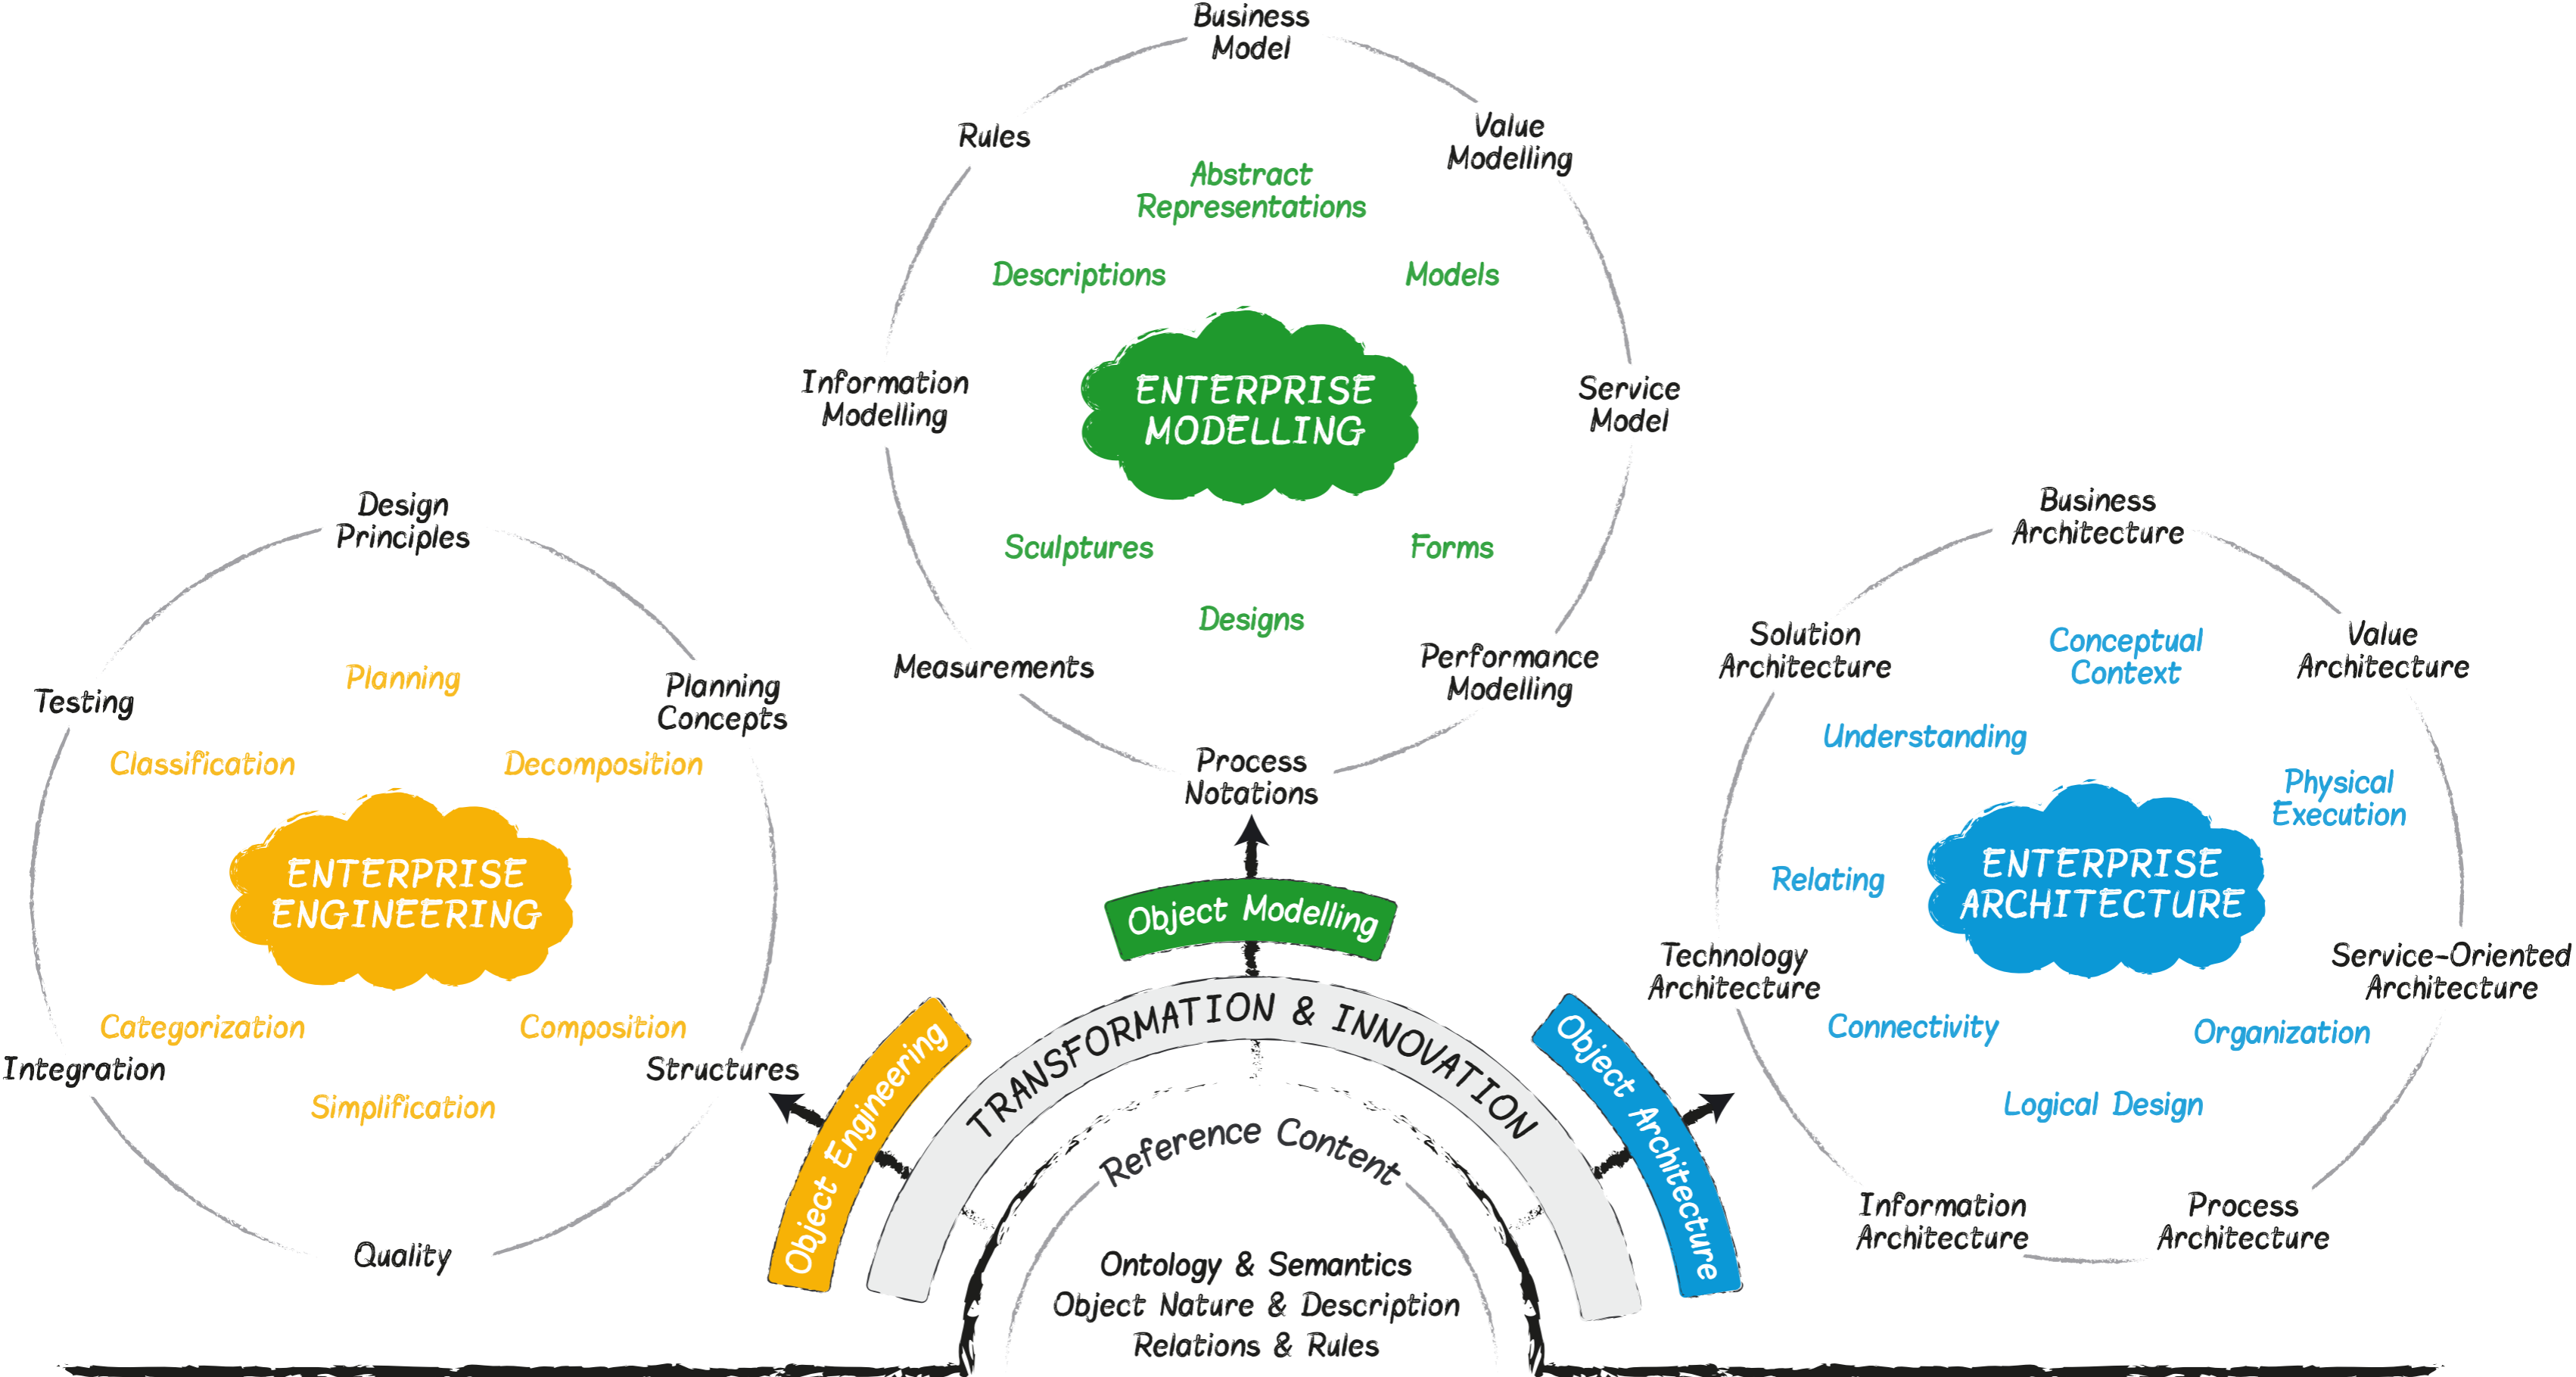 Business
Model
Rules
Value
Modelling
Abstract
Representations
Descriptions
Models
Information
Modelling
ENTERPRISE
MODELLING
Service
Model
Sculptures
Forms
Designs
Measurements
Performance
Modelling
Process
Notations
Design
Principles
Planning
Testing
Planning
Concepts
Classification
Decomposition
ENTERPRISE
ENGINEERING
Categorization
Composition
Integration
Structures
Simplification
Quality
Business
Architecture
Solution
Architecture
Conceptual
Context
Value
Architecture
Understanding
Physical
Execution
Relating
ENTERPRISE
ARCHITECTURE
Technology
Architecture
Service-Oriented
Architecture
Connectivity
Organization
Logical Design
Information
Architecture
Process
Architecture
Object Modelling
Object Engineering
Object Architecture
TRANSFORMATION & INNOVATION
Reference Content
Ontology & Semantics
Object Nature & Description
Relations & Rules